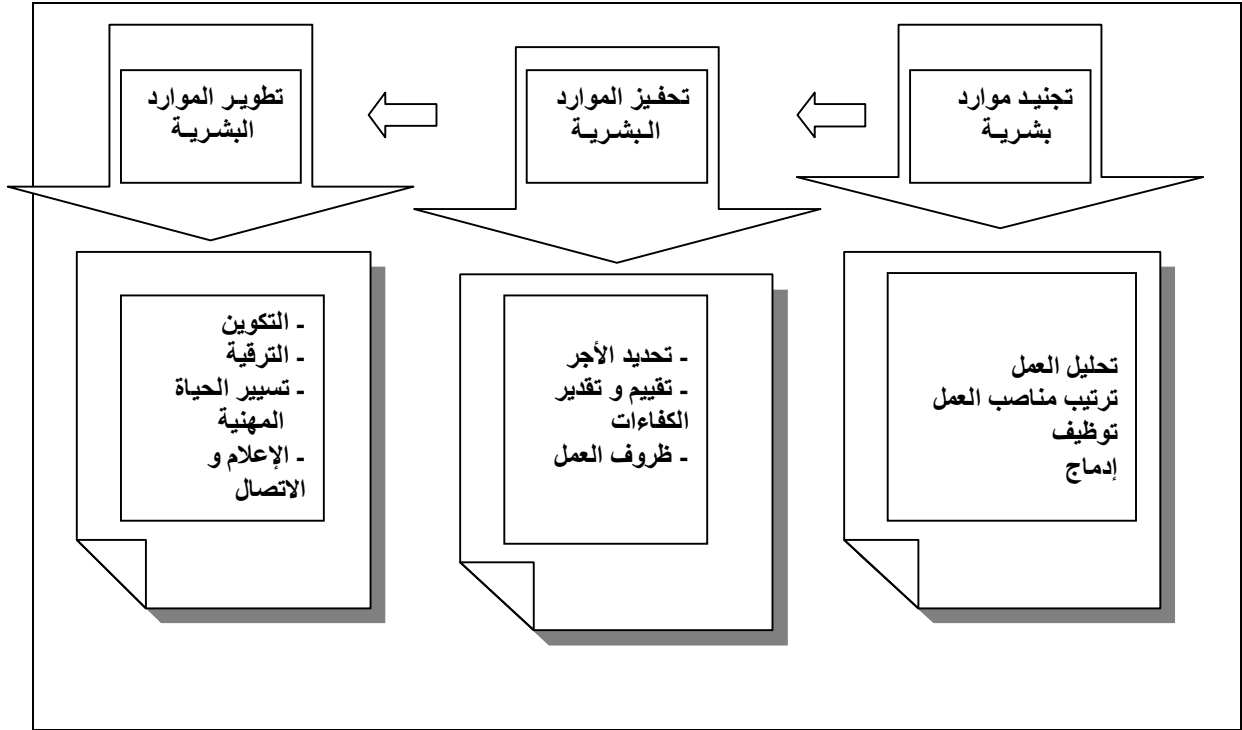 تجنيد موارد
بشرية
تحفيز الموارد
البشرية
تطوير الموارد
البشرية
تحليل العمل
ترتيب مناصب العمل
توظيف
إدماج
- تحديد الأجر
- تقييم و تقدير
الكفاءات
- ظروف العمل
- التكوين
- الترقية
- تسيير الحياة
المهنية
- الإعلام و
الاتصال